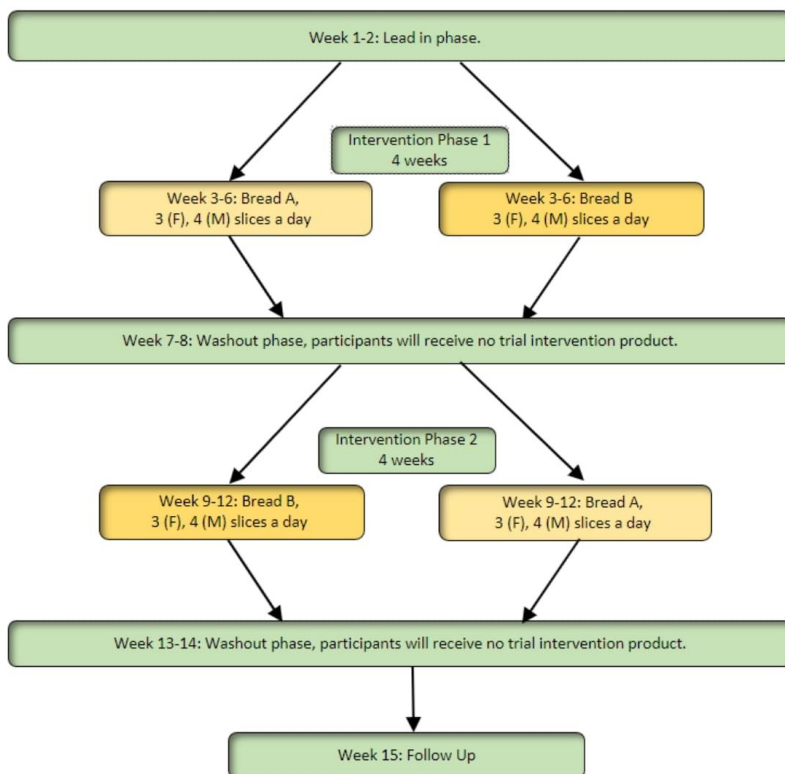 Week 1-2: Lead in phase.
Intervention Phase 1
4 weeks
Week 3-6: Bread A,
3 (F), 4 (M) slices a day
Week 3-6: Bread B
3 (F), 4 (M) slices a day
Week 7-8: Washout phase, participants will receive no trial intervention product.
Intervention Phase 2
4 weeks
Week 9-12: Bread B,
3 (F), 4 (M) slices a day
Week 9-12: Bread A,
3 (F), 4 (M) slices a day
Week 13-14: Washout phase, participants will receive no trial intervention product.
Week 15: Follow Up